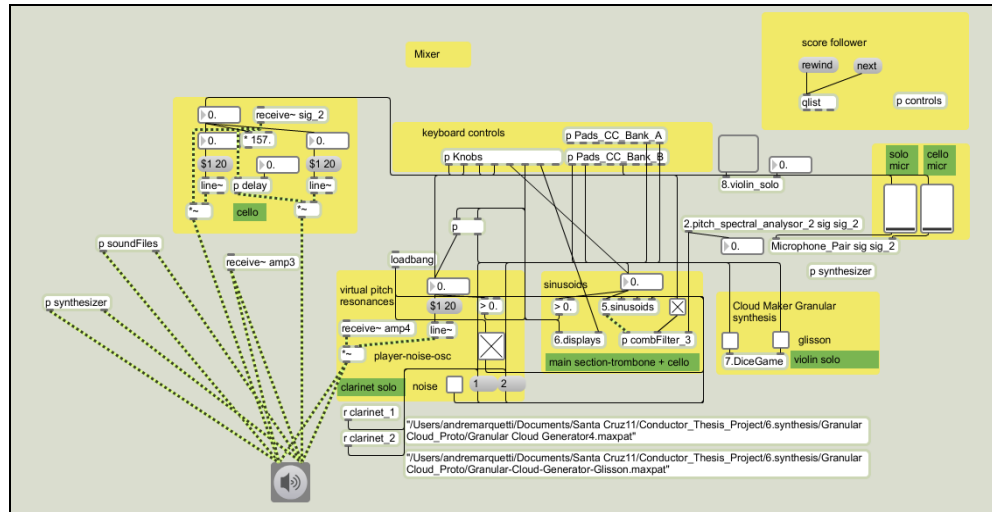 Mixer
score follower
rewind
next
qlist
p controls
0.
receive~ sig_2
0.
* 157.
0.
0.
$1 20
$1 20
line~
p delay
line~
*~
cello
*~
keyboard controls
p Pads_CC_Bank_A
p Knobs
p Pads_CC_Bank_B
0.
8.violin_solo
solo
micr
cello
micr
2.pitch_spectral_analysor_2 sig sig_2
0.
Microphone_Pair sig sig_2
p synthesizer
p soundFiles
receive~ amp3
p synthesizer
p
loadbang
virtual pitch
resonances
0.
$1 20
> 0.
receive~ amp4
line~
*~
player-noise-osc
clarinet solo
noise
1
2
sinusoids
0.
> 0.
5.sinusoids
6.displays
p combFilter_3
main section-trombone + cello
Cloud Maker Granular
synthesis
glisson
7.DiceGame
violin solo
r clarinet_1
r clarinet_2
"/Users/andremarquetti/Documents/Santa Cruz11/Conductor_Thesis_Project/6.synthesis/Granular
Cloud_Proto/Granular Cloud Generator4.maxpat"
"/Users/andremarquetti/Documents/Santa Cruz11/Conductor_Thesis_Project/6.synthesis/Granular
Cloud_Proto/Granular-Cloud-Generator-Glisson.maxpat"